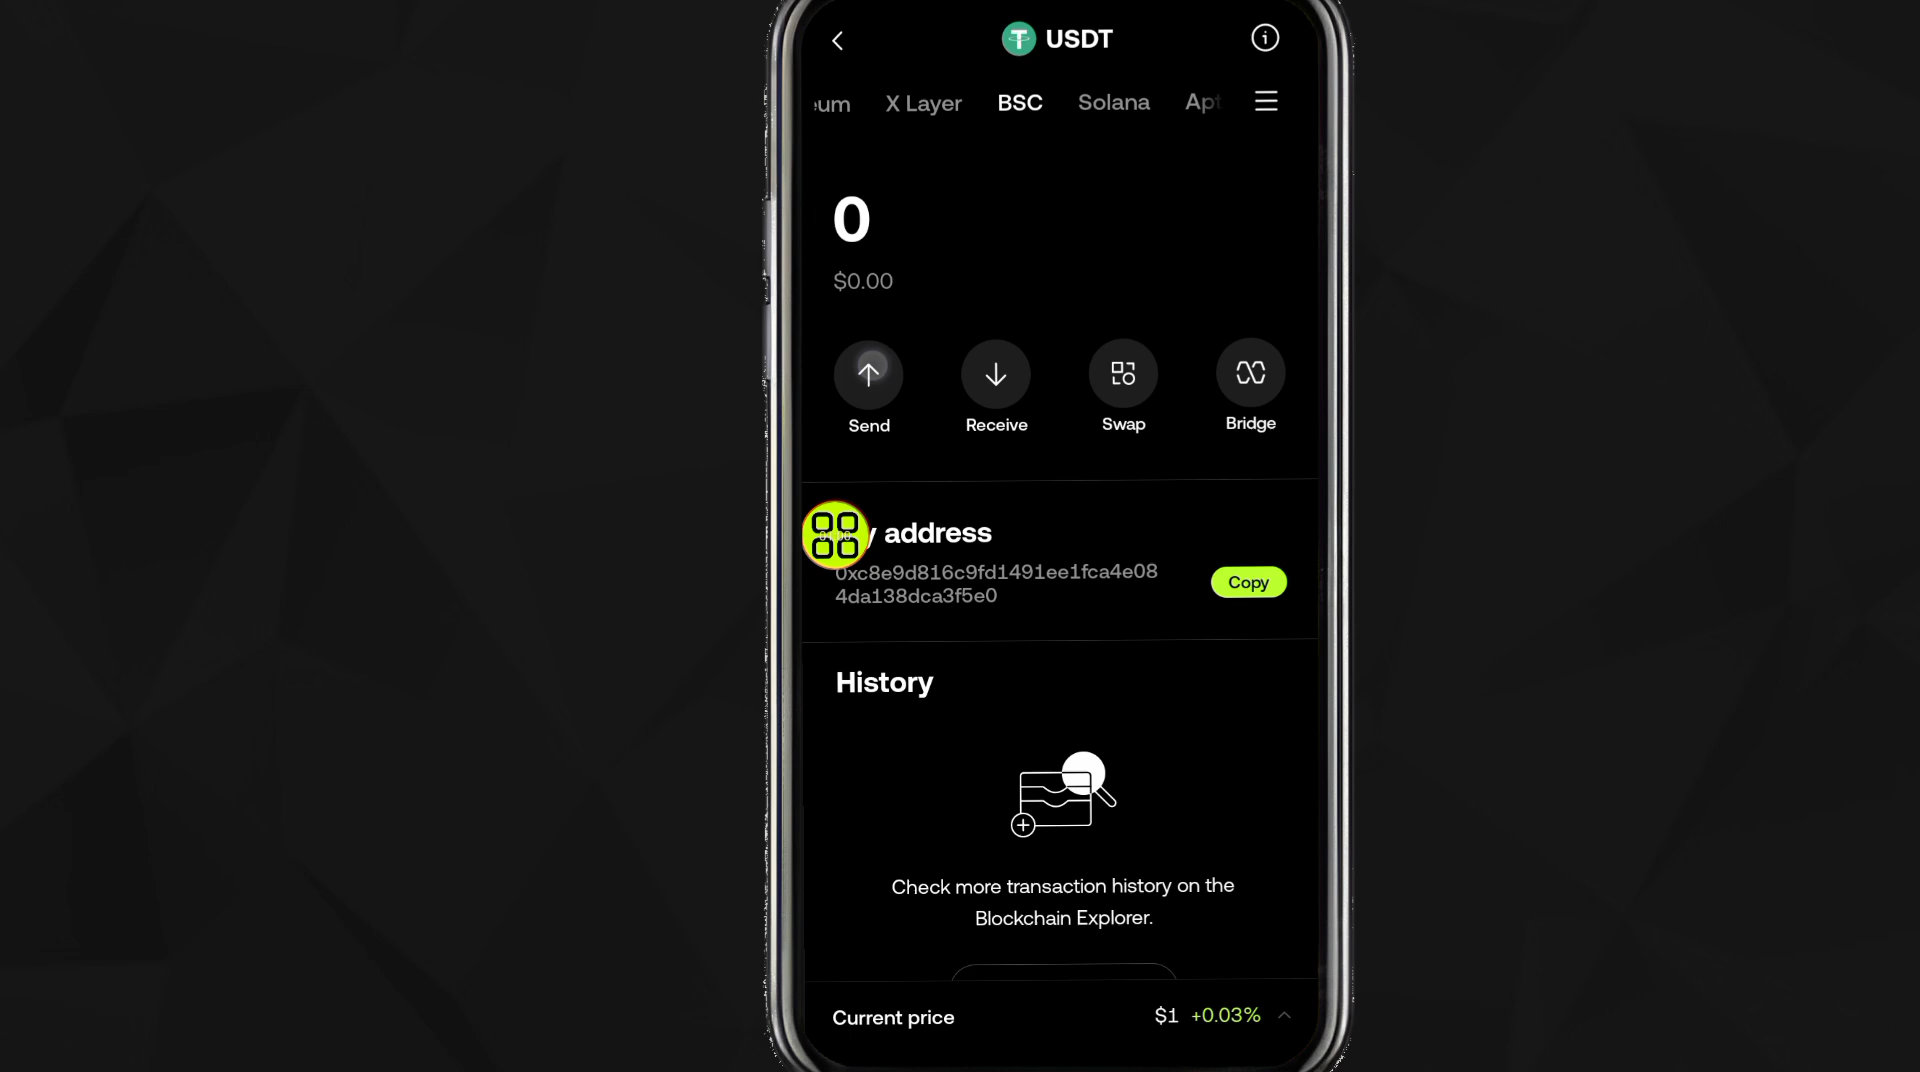 USDT
eum X Layer BSC Solana Apt
0
$0.00
Send Receive Swap Bridge
y address
0xc8e9d816c9fd1491ee1fca4e08
4da138dca3f5e0
Copy
History
Check more transaction history on the
Blockchain Explorer.
Current price $1 +0.03%